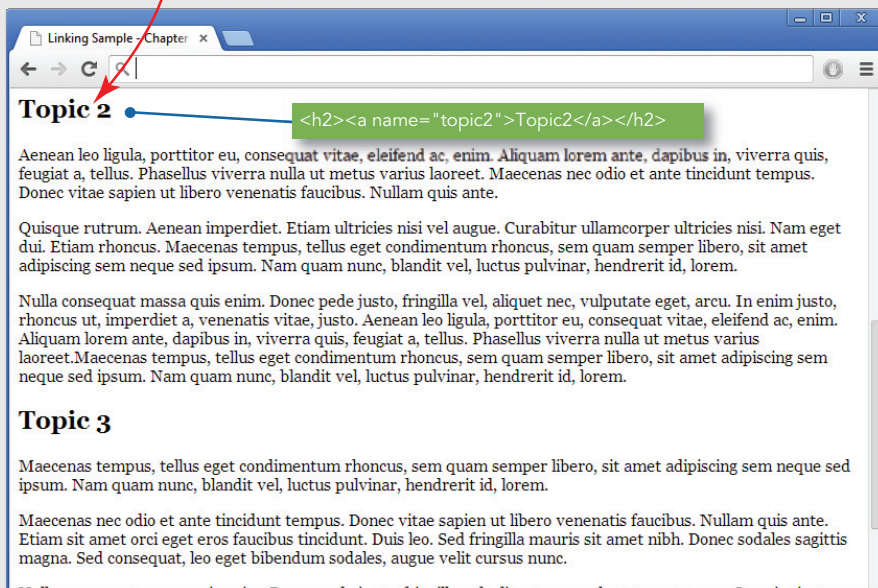 Linking Sample - Chapter
Topic 2
<h2><a name="topic2">Topic2</a></h2>
Aenean leo ligula, porttitor eu, consequat vitae, eleifend ac, enim. Aliquam lorem ante, dapibus in, viverra quis,
feugiat a, tellus. Phasellus viverra nulla ut metus varius laoreet. Maecenas nec odio et ante tincidunt tempus.
Donec vitae sapien ut libero venenatis faucibus. Nullam quis ante.
Quisque rutrum. Aenean imperdiet. Etiam ultricies nisi vel augue. Curabitur ullamcorper ultricies nisi. Nam eget
dui. Etiam rhoncus. Maecenas tempus, tellus eget condimentum rhoncus, sem quam semper libero, sit amet
adipiscing sem neque sed ipsum. Nam quam nunc, blandit vel, luctus pulvinar, hendrerit id, lorem.
Nulla consequat massa quis enim. Donec pede justo, fringilla vel, aliquet nec, vulputate eget, arcu. In enim justo,
rhoncus ut, imperdiet a, venenatis vitae, justo. Aenean leo ligula, porttitor eu, consequat vitae, eleifend ac, enim.
Aliquam lorem ante, dapibus in, viverra quis, feugiat a, tellus. Phasellus viverra nulla ut metus varius
laoreet.Maecenas tempus, tellus eget condimentum rhoncus, sem quam semper libero, sit amet adipiscing sem
neque sed ipsum. Nam quam nunc, blandit vel, luctus pulvinar, hendrerit id, lorem.
Topic 3
Maecenas tempus, tellus eget condimentum rhoncus, sem quam semper libero, sit amet adipiscing sem neque sed
ipsum. Nam quam nunc, blandit vel, luctus pulvinar, hendrerit id, lorem.
Maecenas nec odio et ante tincidunt tempus. Donec vitae sapien ut libero venenatis faucibus. Nullam quis ante.
Etiam sit amet orci eget eros faucibus tincidunt. Duis leo. Sed fringilla mauris sit amet nibh. Donec sodales sagittis
magna. Sed consequat, leo eget bibendum sodales, augue velit cursus nunc.